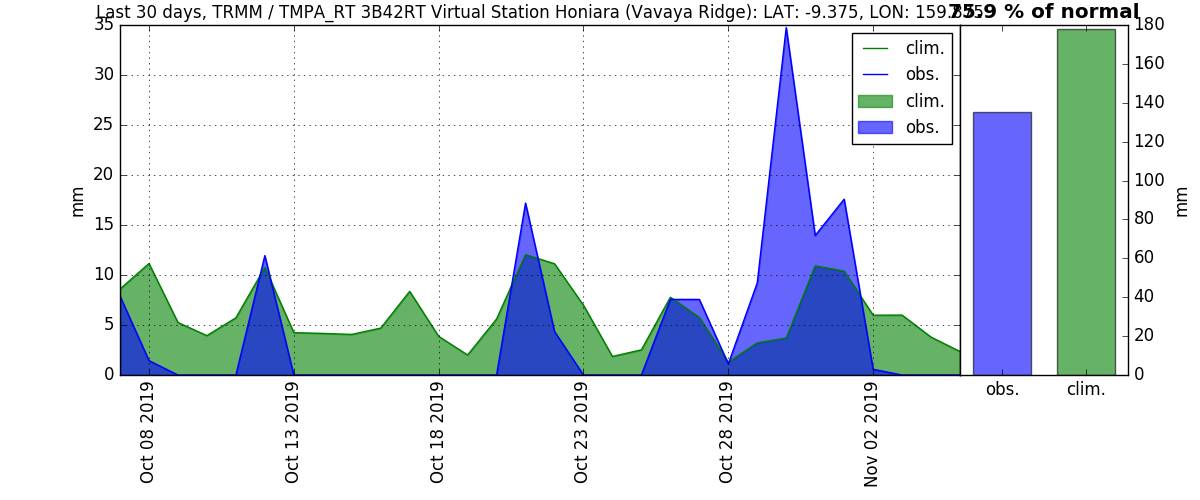 Last 30 days, TRMM / TMPA_RT 3B42RT Virtual Station Honiara (Vavaya Ridge): LAT: -9.375, LON: 159.875
75.9 % of normal
35
30
25
20
15
10
5
0
mm
clim.
obs.
clim.
obs.
Oct 08 2019
Oct 13 2019
Oct 18 2019
Oct 23 2019
Oct 28 2019
Nov 02 2019
180
160
140
120
100
80
60
40
20
0
mm
obs.
clim.